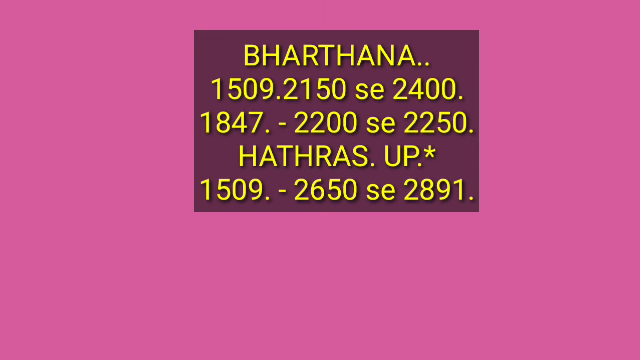 BHARTHANA..
1509.2150 se 2400.
1847. - 2200 se 2250.
HATHRAS. UP.*
1509. - 2650 se 2891.